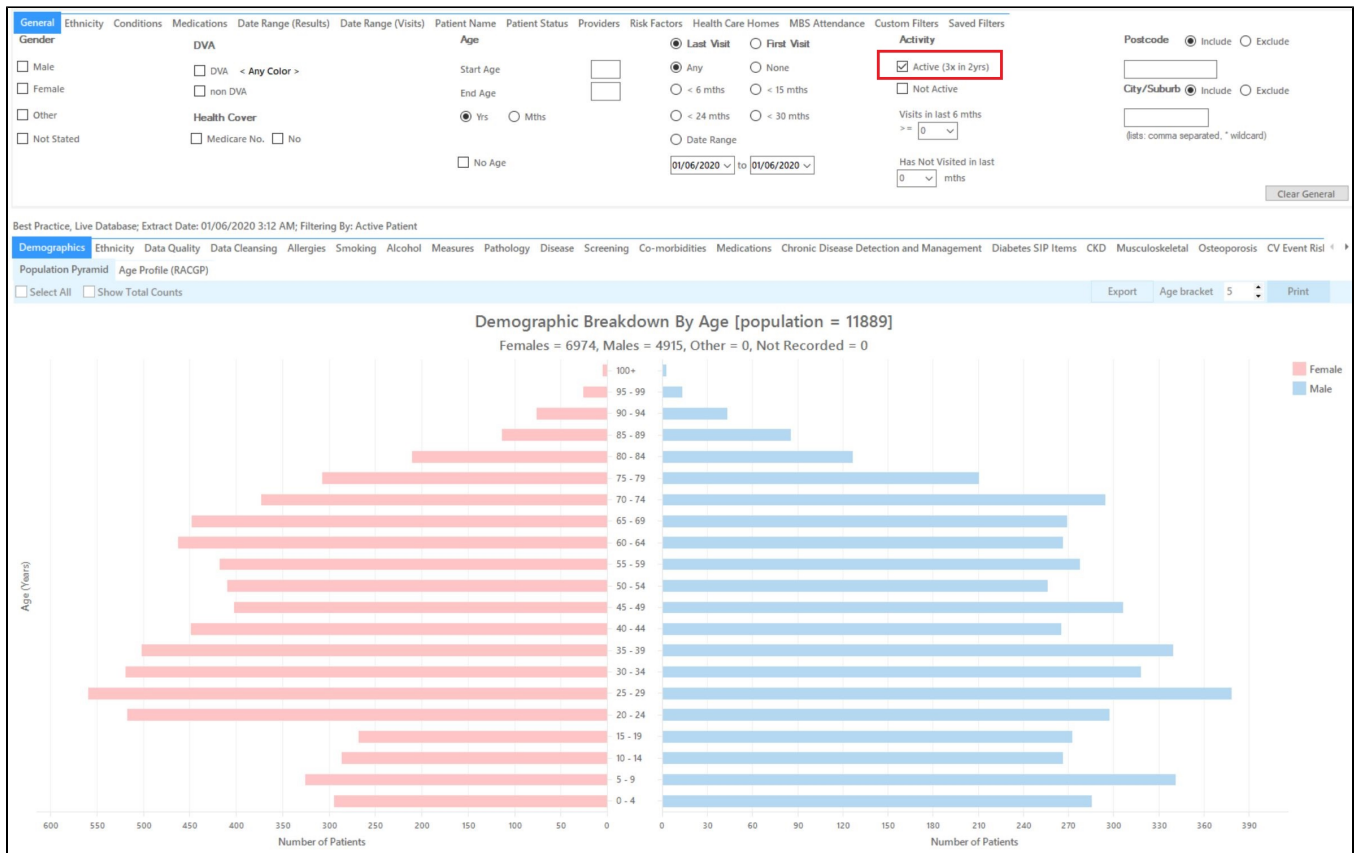 General Ethnicity Conditions Medications Date Range (Results) Date Range (Visits) Patient Name Patient Status Providers Risk Factors Health Care Homes MBS Attendance Custom Filters Saved Filters
Gender DVA Age Last Visit First Visit Activity Postcode Include Exclude
Male DVA < Any Color > Start Age Any None Active (3x in 2yrs)
Female non DVA End Age < 6 mths < 15 mths Not Active City/Suburb Include Exclude
Other Health Cover Yrs Mths < 24 mths < 30 mths Visits in last 6 mths
>= 0
Not Stated Medicare No. No Date Range (lists: comma separated, * wildcard)
No Age 01/06/2020 to 01/06/2020 Has Not Visited in last
0 mths
Clear General
Best Practice, Live Database; Extract Date: 01/06/2020 3:12 AM; Filtering By: Active Patient
Demographics Ethnicity Data Quality Data Cleansing Allergies Smoking Alcohol Measures Pathology Disease Screening Co-morbidities Medications Chronic Disease Detection and Management Diabetes SIP Items CKD Musculoskeletal Osteoporosis CV Event Risl
Population Pyramid Age Profile (RACGP)
Select All Show Total Counts Export Age bracket 5 Print
Demographic Breakdown By Age [population = 11889]
Females = 6974, Males = 4915, Other = 0, Not Recorded = 0
Female
Male
100+
95 - 99
90 - 94
85 - 89
80 - 84
75 - 79
70 - 74
65 - 69
60 - 64
55 - 59
50 - 54
45 - 49
40 - 44
35 - 39
30 - 34
25 - 29
20 - 24
15 - 19
10 - 14
5 - 9
0 - 4
Age (Years)
600 550 500 450 400 350 300 250 200 150 100 50 0 0 30 60 90 120 150 180 210 240 270 300 330 360 390
Number of Patients Number of Patients